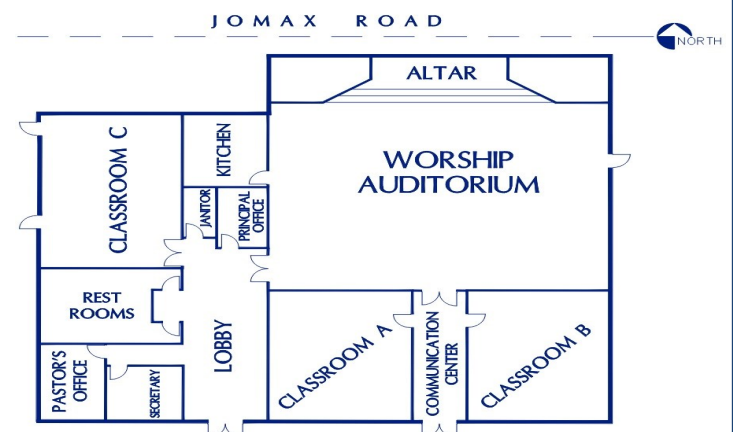 JOMAX ROAD
NORTH
ALTAR
CLASSROOM C
KITCHEN
WORSHIP
AUDITORIUM
JANITOR
PRINCIPAL
OFFICE
REST
ROOMS
LOBBY
CLASSROOM A
COMMUNICATION
CENTER
CLASSROOM B
PASTOR'S
OFFICE
SECRETARY